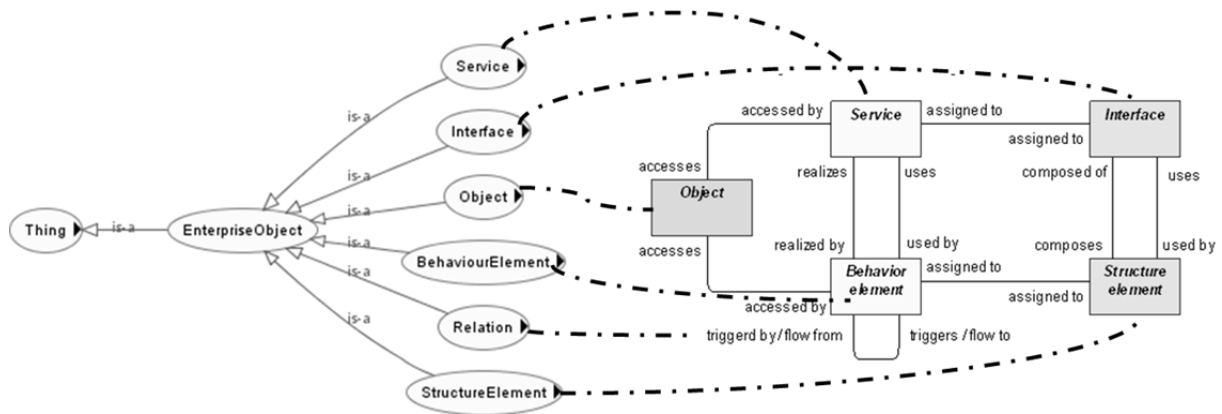 Service
is-a
Interface
is-a
Object
is-a
Thing
is-a
EnterpriseObject
is-a
BehaviourElement
is-a
Relation
is-a
StructureElement
accessed by
Service
assigned to
Interface
assigned to
accesses
realizes
uses
composed of
uses
Object
accesses
realized by
used by
composes
used by
Behavior
element
assigned to
Structure
element
accessed by
assigned to
triggerd by/flow from
triggers /flow to